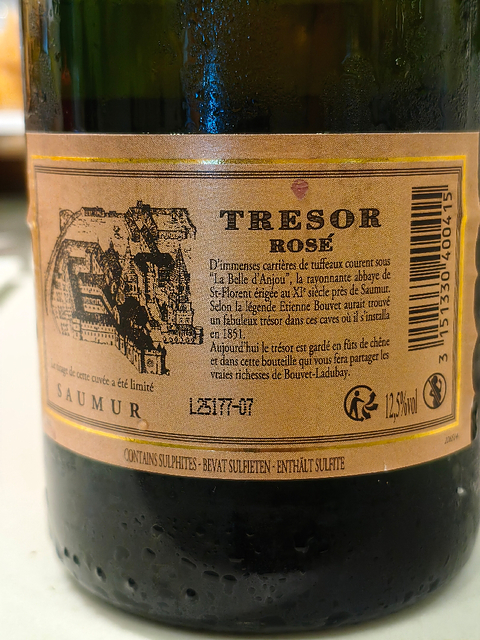 TRESOR
ROSÉ
D'immenses carrières de tuffeaux courent sous
"La Belle d'Anjou", la rayonnante abbaye de
St-Florent érigée au XIe siècle près de Saumur.
Selon la légende Etienne Bouvet aurait trouvé
un fabuleux trésor dans ces caves où il s'installa
en 1851.
Aujourd'hui le trésor est gardé en fûts de chêne
et dans cette bouteille qui vous fera partager les
vraies richesses de Bouvet-Ladubay.
tirage de cette cuvée a été limité
SAUMUR
L25177-07
12,5%vol
3 151330 400415
CONTAINS SULPHITES - BEVAT SULFIETEN - ENTHÄLT SULFITE